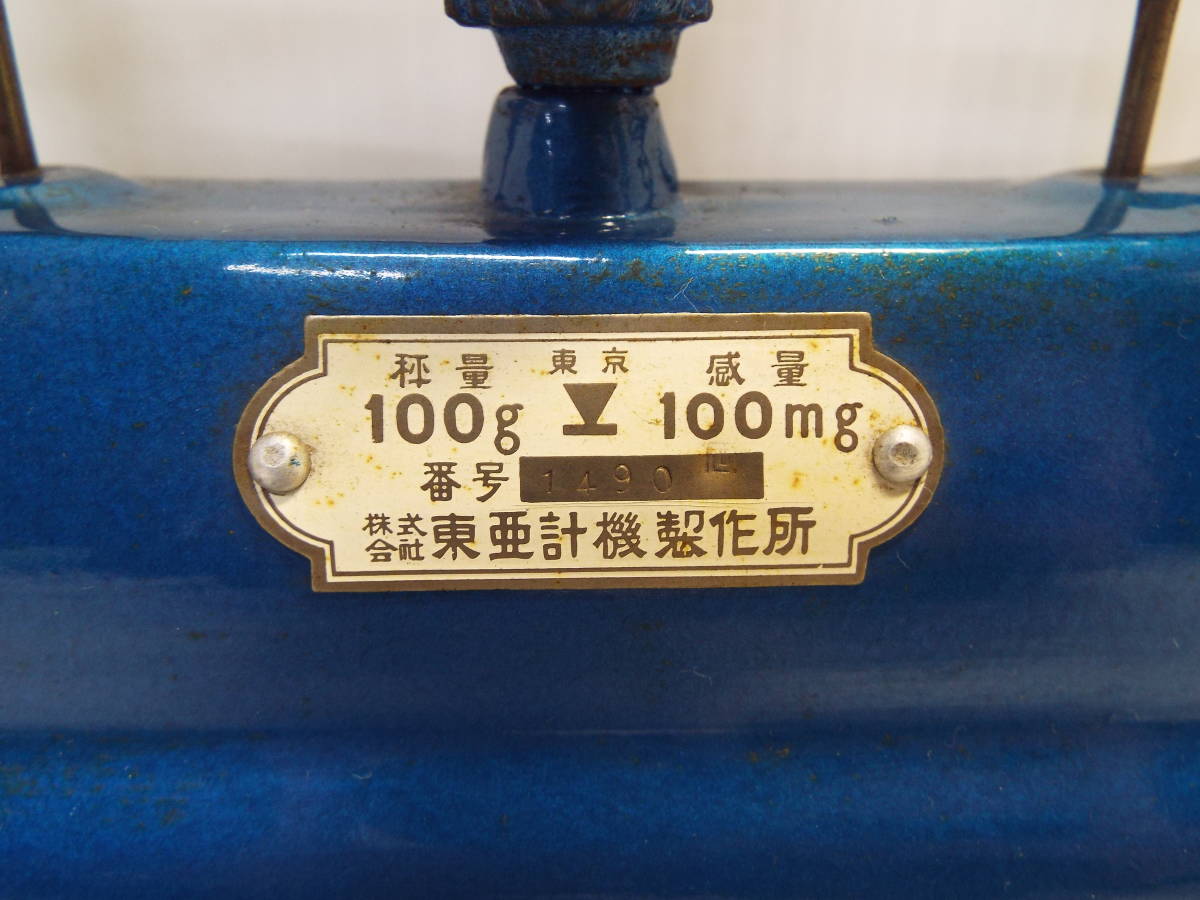 秤量 東京 感量
100g 100mg
番号 1490
株式会社 東亜計機製作所